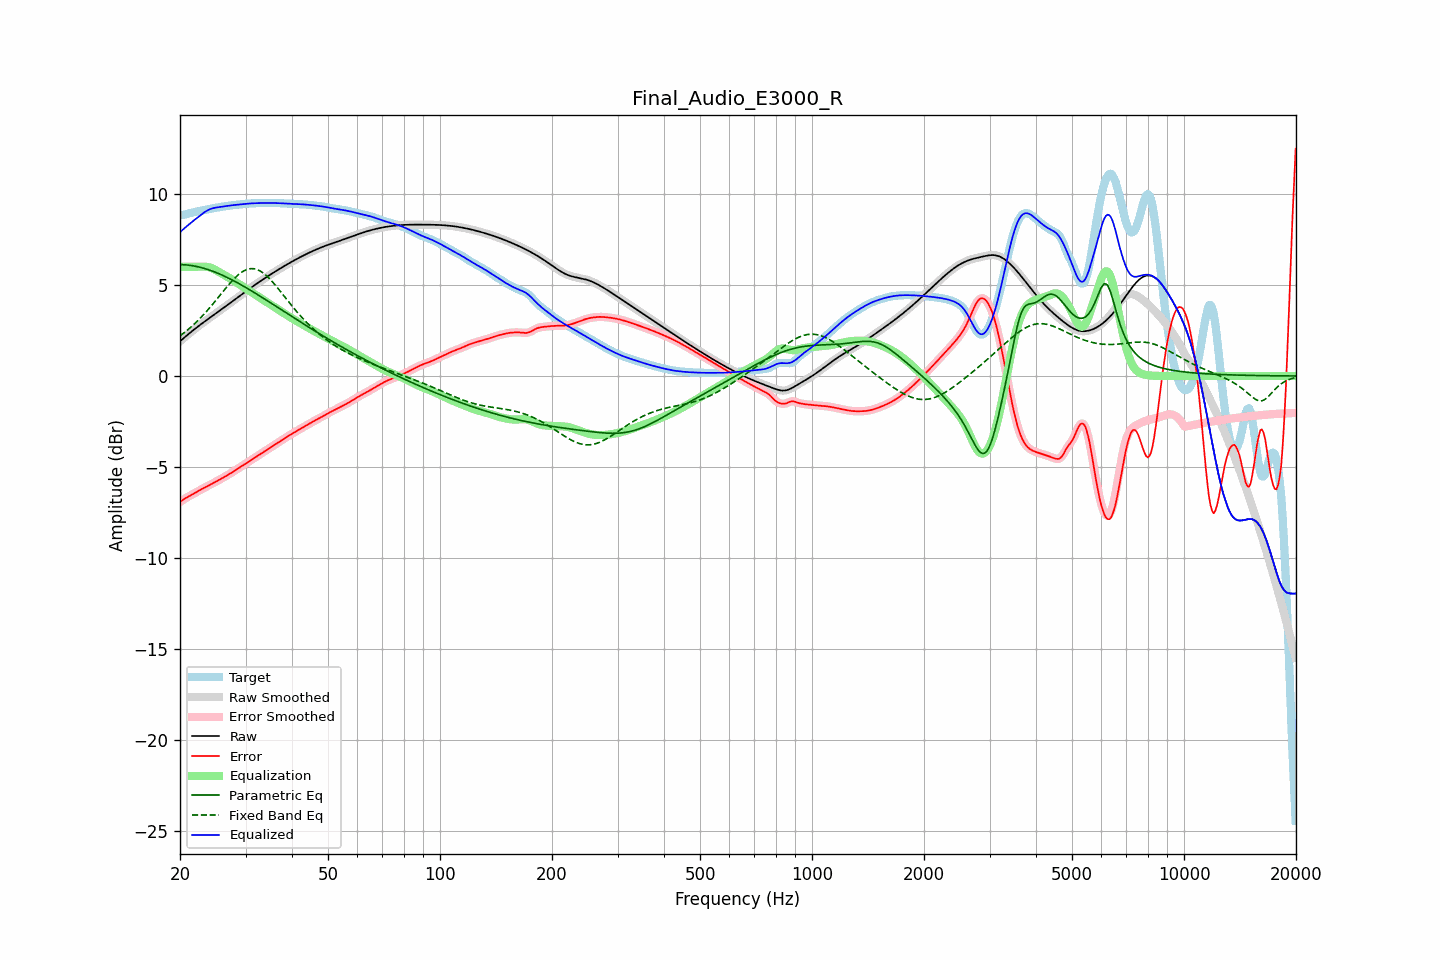 Final_Audio_E3000_R
Amplitude (dBr)
10
5
0
−5
−10
−15
−20
−25
Target
Raw Smoothed
Error Smoothed
Raw
Error
Equalization
Parametric Eq
Fixed Band Eq
Equalized
20 50 100 200 500 1000 2000 5000 10000 20000
Frequency (Hz)